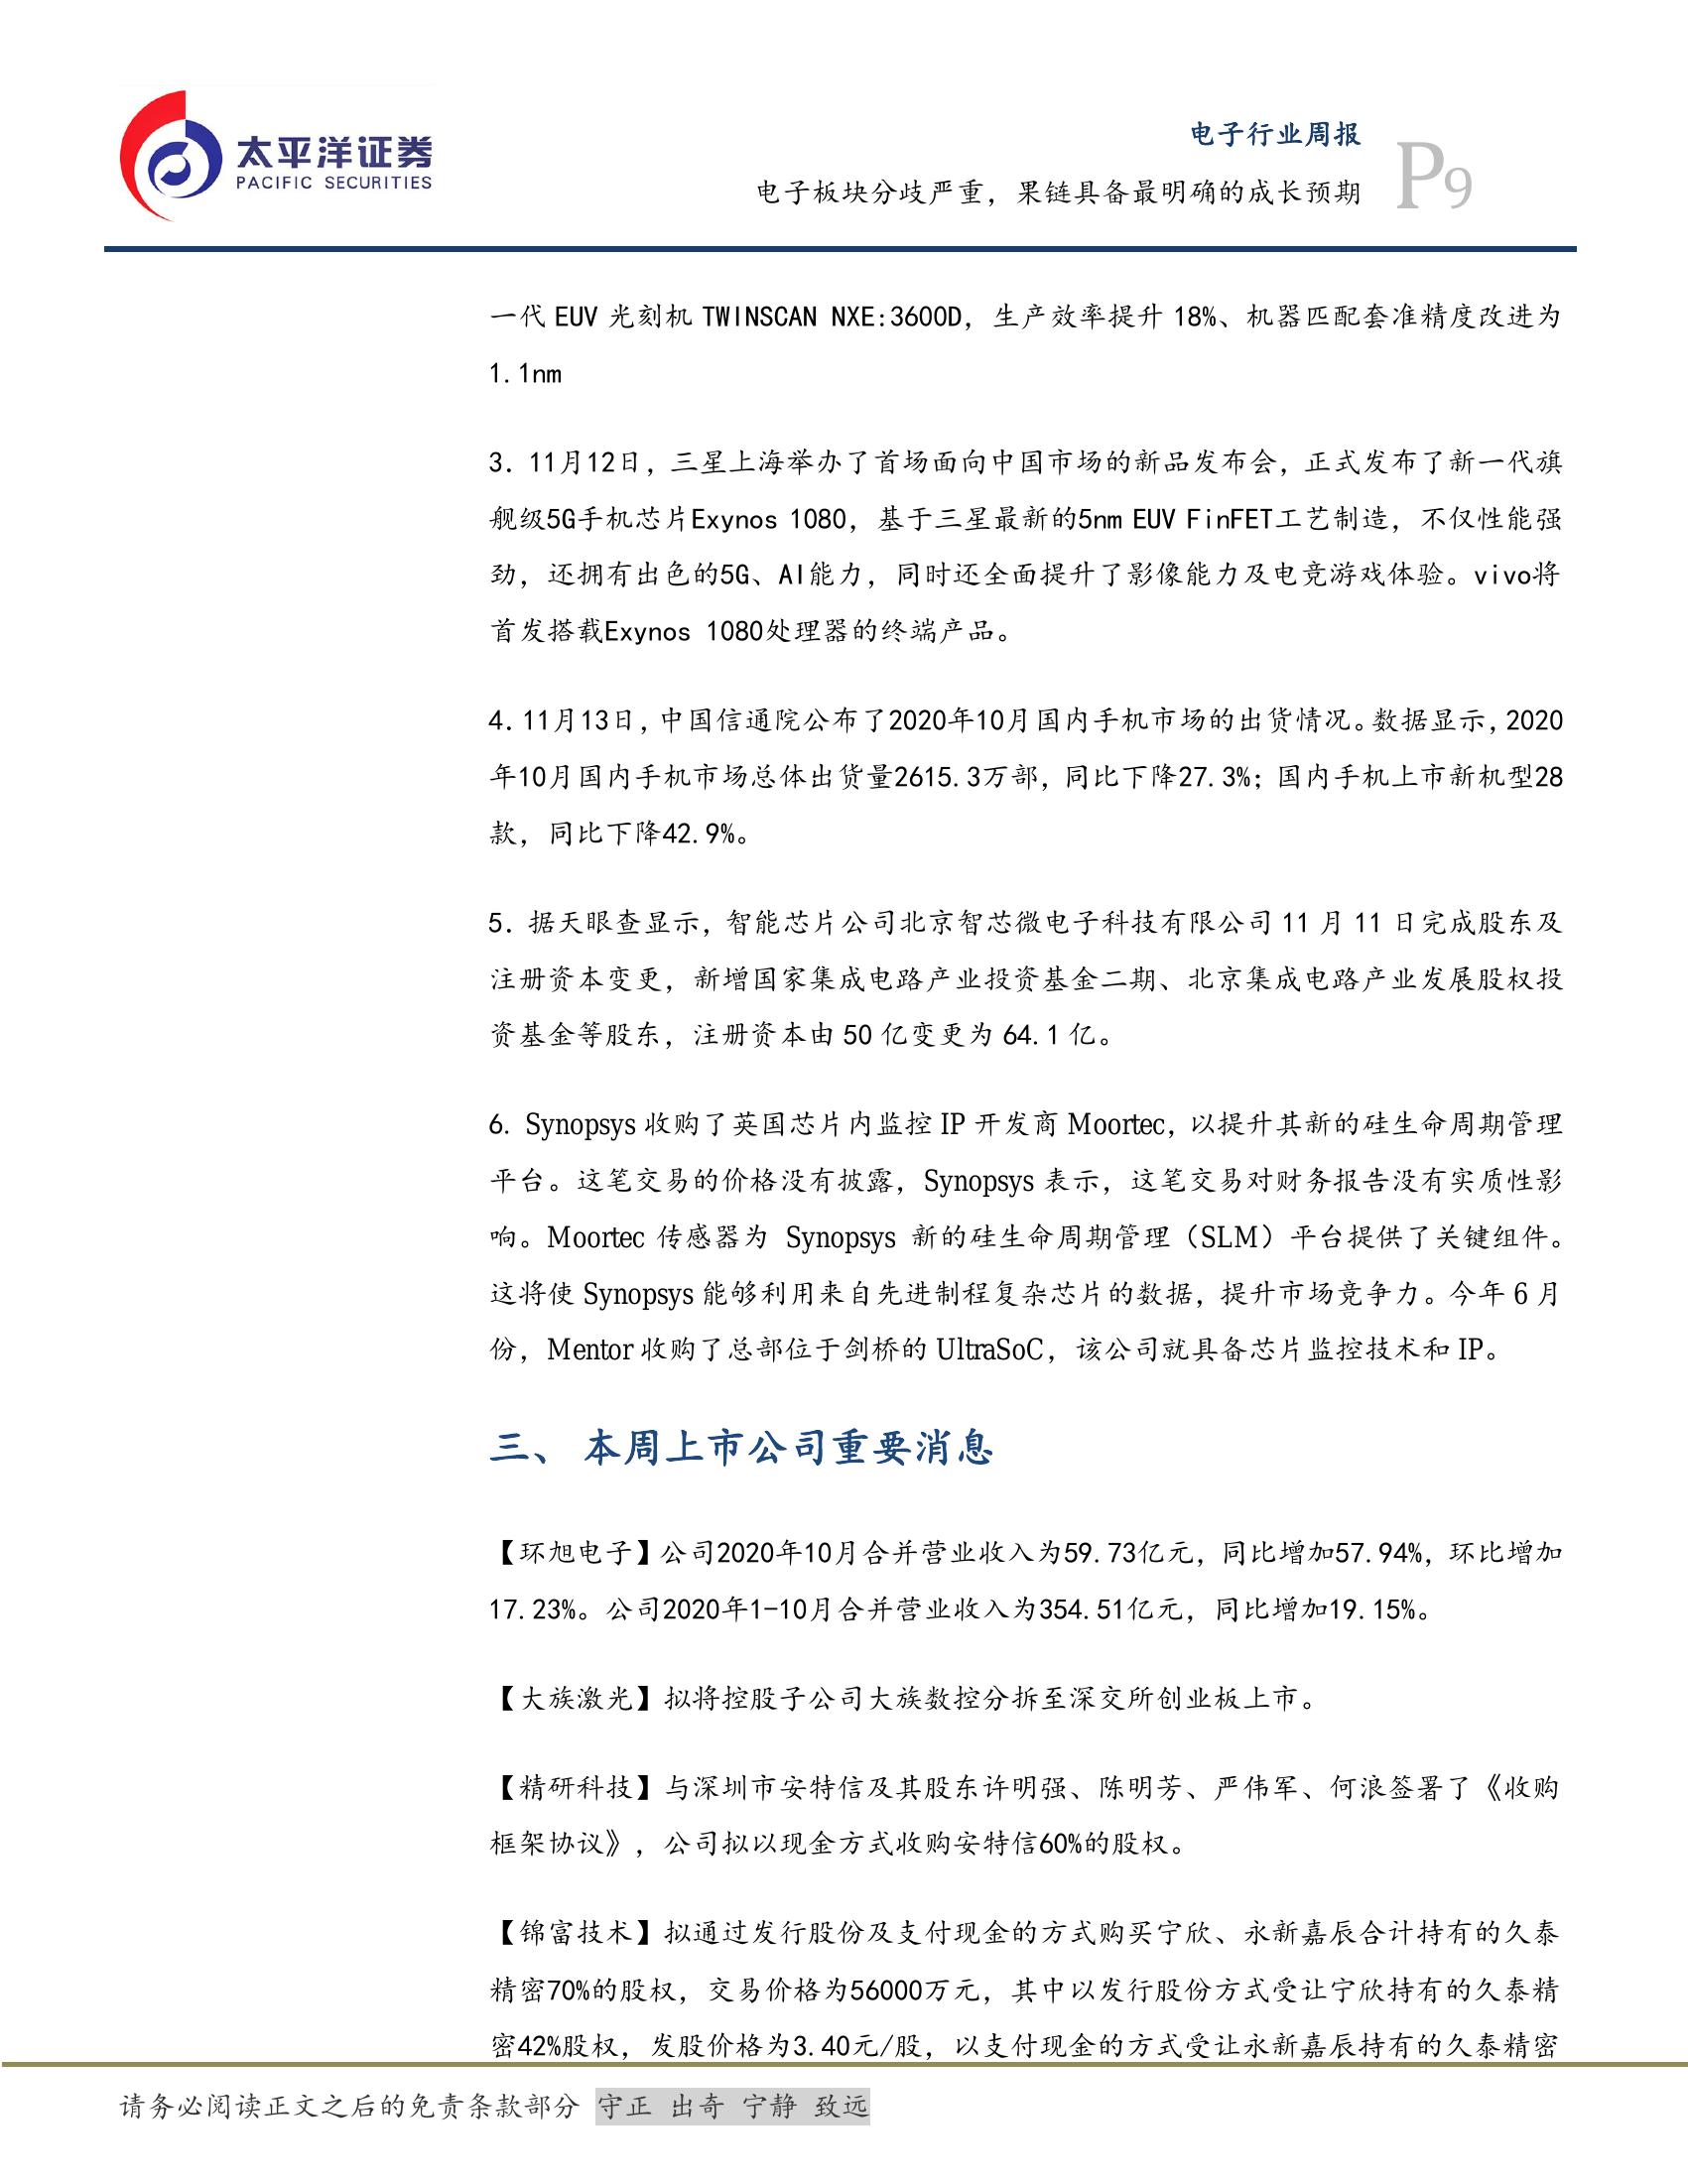 太平洋证券
PACIFIC SECURITIES
电子行业周报
电子板块分歧严重，果链具备最明确的成长预期
P9
一代 EUV 光刻机 TWINSCAN NXE:3600D，生产效率提升 18%、机器匹配套准精度改进为
1.1nm
3. 11月12日，三星上海举办了首场面向中国市场的新品发布会，正式发布了新一代旗
舰级5G手机芯片Exynos 1080，基于三星最新的5nm EUV FinFET工艺制造，不仅性能强
劲，还拥有出色的5G、AI能力，同时还全面提升了影像能力及电竞游戏体验。vivo将
首发搭载Exynos 1080处理器的终端产品。
4. 11月13日，中国信通院公布了2020年10月国内手机市场的出货情况。数据显示，2020
年10月国内手机市场总体出货量2615.3万部，同比下降27.3%；国内手机上市新机型28
款，同比下降42.9%。
5. 据天眼查显示，智能芯片公司北京智芯微电子科技有限公司 11 月 11 日完成股东及
注册资本变更，新增国家集成电路产业投资基金二期、北京集成电路产业发展股权投
资基金等股东，注册资本由 50 亿变更为 64.1 亿。
6. Synopsys 收购了英国芯片内监控 IP 开发商 Moortec，以提升其新的硅生命周期管理
平台。这笔交易的价格没有披露，Synopsys 表示，这笔交易对财务报告没有实质性影
响。Moortec 传感器为 Synopsys 新的硅生命周期管理（SLM）平台提供了关键组件。
这将使 Synopsys 能够利用来自先进制程复杂芯片的数据，提升市场竞争力。今年 6 月
份，Mentor 收购了总部位于剑桥的 UltraSoC，该公司就具备芯片监控技术和 IP。
三、 本周上市公司重要消息
【环旭电子】公司2020年10月合并营业收入为59.73亿元，同比增加57.94%，环比增加
17.23%。公司2020年1-10月合并营业收入为354.51亿元，同比增加19.15%。
【大族激光】拟将控股子公司大族数控分拆至深交所创业板上市。
【精研科技】与深圳市安特信及其股东许明强、陈明芳、严伟军、何浪签署了《收购
框架协议》，公司拟以现金方式收购安特信60%的股权。
【锦富技术】拟通过发行股份及支付现金的方式购买宁欣、永新嘉辰合计持有的久泰
精密70%的股权，交易价格为56000万元，其中以发行股份方式受让宁欣持有的久泰精
密42%股权，发股价格为3.40元/股，以支付现金的方式受让永新嘉辰持有的久泰精密
请务必阅读正文之后的免责条款部分 守正 出奇 宁静 致远